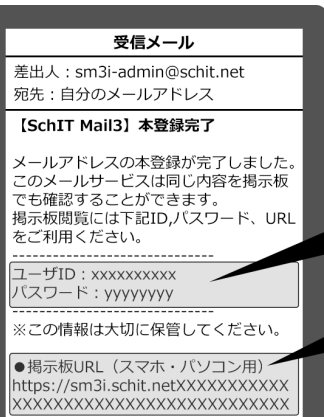 受信メール
差出人：sm3i-admin@schit.net
宛先：自分のメールアドレス
【SchIT Mail3】本登録完了
メールアドレスの本登録が完了しました。
このメールサービスは同じ内容を掲示板
でも確認することができます。
掲示板閲覧には下記ID,パスワード、URL
をご利用ください。
------------------------------
ユーザID：xxxxxxxxxx
パスワード：yyyyyyyy
------------------------------
※この情報は大切に保管してください。
●掲示板URL（スマホ・パソコン用）
https://sm3i.schit.netXXXXXXXXXXX
XXXXXXXXXXXXXXXXXXXXXXXXXXX